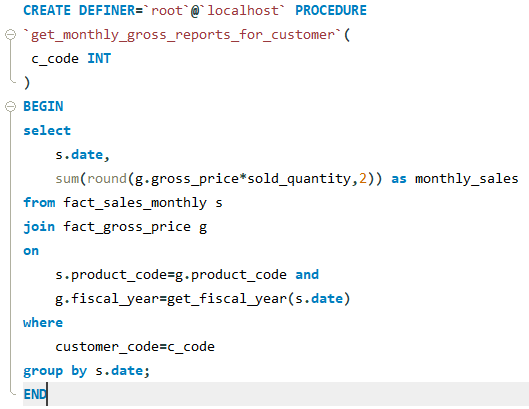 CREATE DEFINER=`root`@`localhost` PROCEDURE
`get_monthly_gross_reports_for_customer`(
c_code INT
)
BEGIN
select
s.date,
sum(round(g.gross_price*sold_quantity,2)) as monthly_sales
from fact_sales_monthly s
join fact_gross_price g
on
s.product_code=g.product_code and
g.fiscal_year=get_fiscal_year(s.date)
where
customer_code=c_code
group by s.date;
END